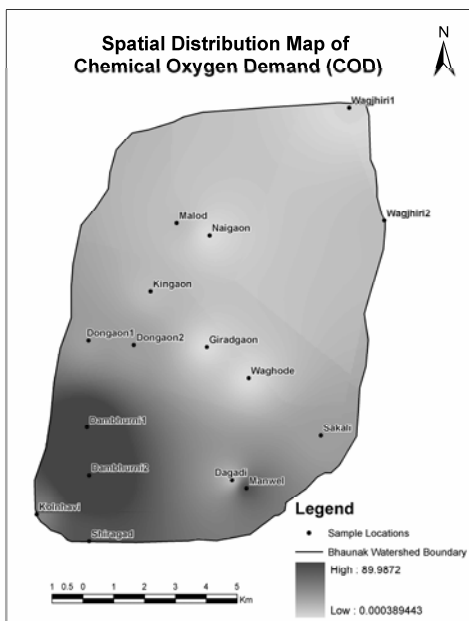 Spatial Distribution Map of
Chemical Oxygen Demand (COD)
N
Wagjhiri1
Wagjhiri2
Malod
Naigaon
Kingaon
Dongaon1
Dongaon2
Giradgaon
Waghode
Dambhurni1
Sakali
Dambhurni2
Dagadi
Manwel
Kolnhavi
Shiragad
Legend
Sample Locations
Bhaunak Watershed Boundary
High : 89.9872
Low : 0.000389443
1 0.5 0 1 2 3 4 5
Km